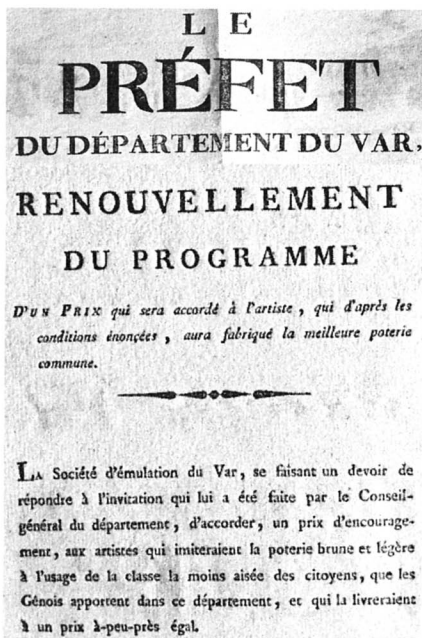 LE
PRÉFET
DU DÉPARTEMENT DU VAR,
RENOUVELLEMENT
DU PROGRAMME
D'UN PRIX qui sera accordé à l'artiste, qui d'après les
conditions énoncées, aura fabriqué la meilleure poterie
commune.
LA Société d'émulation du Var, se faisant un devoir de
répondre à l'invitation qui lui a été faite par le Conseil-
général du département, d'accorder, un prix d'encourage-
ment, aux artistes qui imiteraient la poterie brune et légère
à l'usage de la classe la moins aisée des citoyens, que les
Génois apportent dans ce département, et qui la livreraient
à un prix à-peu-près égal.